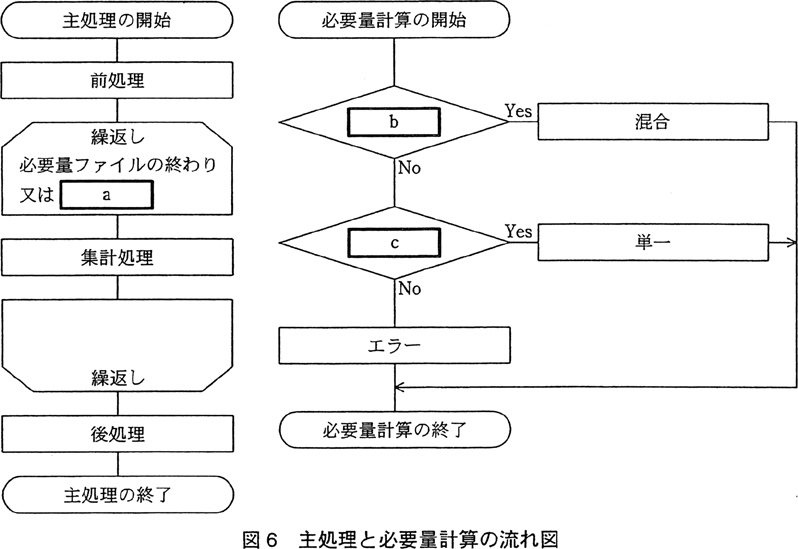 主処理の開始
前処理
繰返し
必要量ファイルの終わり
又は a
集計処理
繰返し
後処理
主処理の終了
必要量計算の開始
b
Yes
混合
No
c
Yes
単一
No
エラー
必要量計算の終了
図6 主処理と必要量計算の流れ図